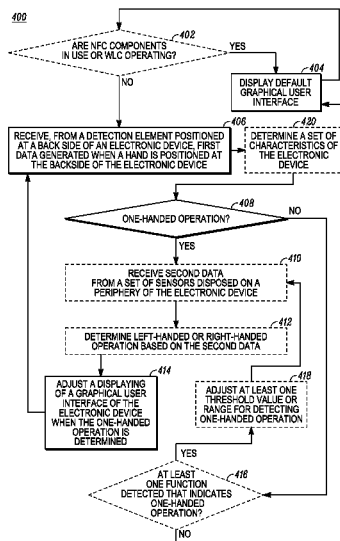 400
402
ARE NFC COMPONENTS
IN USE OR WLC OPERATING?
YES
404
DISPLAY DEFAULT
GRAPHICAL USER
INTERFACE
NO
406
RECEIVE, FROM A DETECTION ELEMENT POSITIONED
AT A BACK SIDE OF AN ELECTRONIC DEVICE, FIRST
DATA GENERATED WHEN A HAND IS POSITIONED AT
THE BACKSIDE OF THE ELECTRONIC DEVICE
420
DETERMINE A SET OF
CHARACTERISTICS OF
THE ELECTRONIC
DEVICE
408
ONE-HANDED OPERATION?
NO
YES
410
RECEIVE SECOND DATA
FROM A SET OF SENSORS DISPOSED ON A
PERIPHERY OF THE ELECTRONIC DEVICE
412
DETERMINE LEFT-HANDED OR RIGHT-HANDED
OPERATION BASED ON THE SECOND DATA
414
ADJUST A DISPLAYING
OF A GRAPHICAL USER
INTERFACE OF THE
ELECTRONIC DEVICE
WHEN THE ONE-HANDED
OPERATION IS
DETERMINED
418
ADJUST AT LEAST ONE
THRESHOLD VALUE OR
RANGE FOR DETECTING
ONE-HANDED OPERATION
YES
416
AT LEAST
ONE FUNCTION
DETECTED THAT INDICATES
ONE-HANDED
OPERATION?
NO